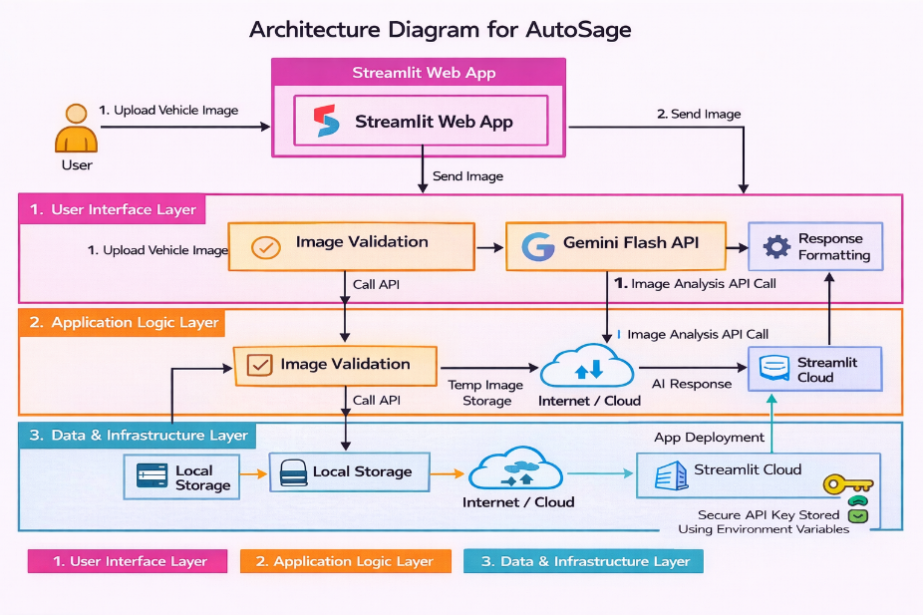 Architecture Diagram for AutoSage
Streamlit Web App
1. Upload Vehicle Image
Streamlit Web App
2. Send Image
User
Send Image
1. User Interface Layer
1. Upload Vehicle Image
Image Validation
Gemini Flash API
Response
Formatting
Call API
1. Image Analysis API Call
2. Application Logic Layer
Image Analysis API Call
Image Validation
Streamlit
Cloud
Temp Image
Storage
Internet / Cloud
AI Response
Call API
3. Data & Infrastructure Layer
App Deployment
Local
Storage
Local Storage
Internet / Cloud
Streamlit Cloud
Secure API Key Stored
Using Environment Variables
1. User Interface Layer
2. Application Logic Layer
3. Data & Infrastructure Layer